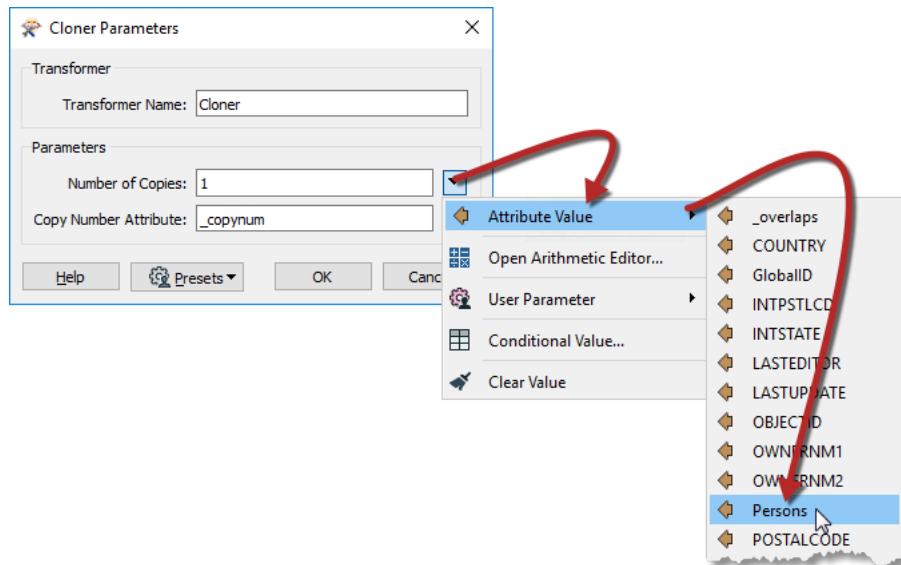 Cloner Parameters
Transformer
Transformer Name: Cloner
Parameters
Number of Copies: 1
Copy Number Attribute: _copynum
Help Presets OK Canc
Attribute Value
Open Arithmetic Editor...
User Parameter
Conditional Value...
Clear Value
_overlaps
COUNTRY
GlobalID
INTPSTLCD
INTSTATE
LASTEDITOR
LASTUPDATE
OBJECTID
OWNERNM1
OWNERNM2
Persons
POSTALCODE